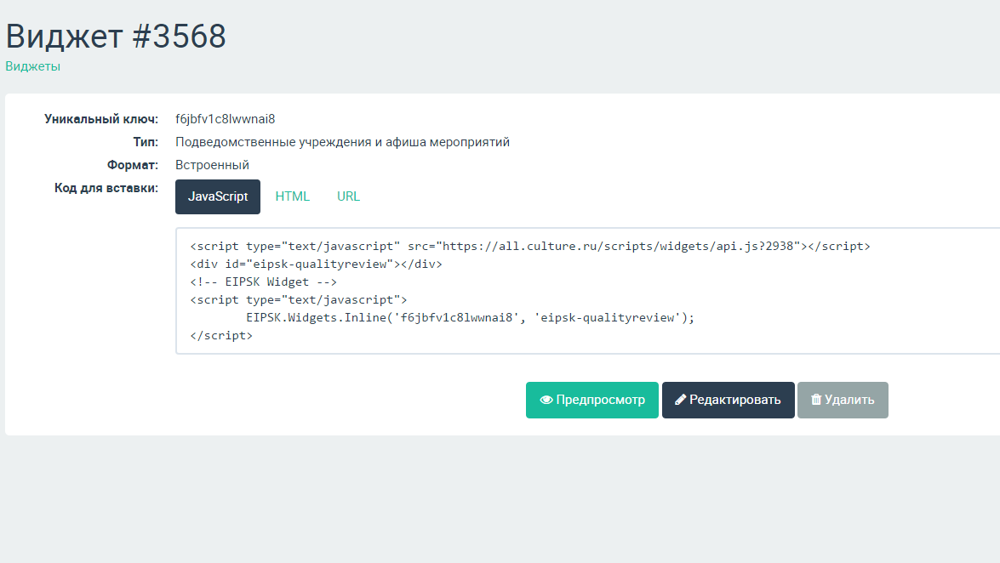 Виджет #3568
Виджеты
Уникальный ключ: f6jbfv1c8lwwnai8
Тип: Подведомственные учреждения и афиша мероприятий
Формат: Встроенный
Код для вставки: JavaScript HTML URL
<script type="text/javascript" src="https://all.culture.ru/scripts/widgets/api.js?2938"></script>
<div id="eipsk-qualityreview"></div>
<!-- EIPSK Widget -->
<script type="text/javascript">
EIPSK.Widgets.Inline('f6jbfv1c8lwwnai8', 'eipsk-qualityreview');
</script>
Предпросмотр Редактировать Удалить